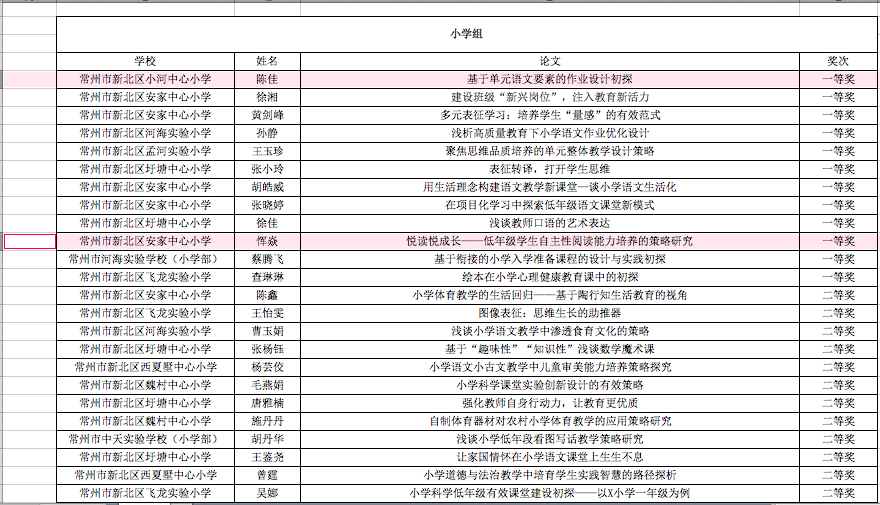 小学组
学校 姓名 论文 奖次
常州市新北区小河中心小学 陈佳 基于单元语文要素的作业设计初探 一等奖
常州市新北区安家中心小学 徐湘 建设班级“新兴岗位”，注入教育新活力 一等奖
常州市新北区安家中心小学 黄剑峰 多元表征学习：培养学生“量感”的有效范式 一等奖
常州市新北区河海实验小学 孙静 浅析高质量教育下小学语文作业优化设计 一等奖
常州市新北区孟河实验小学 王玉珍 聚焦思维品质培养的单元整体教学设计策略 一等奖
常州市新北区圩塘中心小学 张小玲 表征转译，打开学生思维 一等奖
常州市新北区安家中心小学 胡皓威 用生活理念构建语文教学新课堂—谈小学语文生活化 一等奖
常州市新北区安家中心小学 张晓婷 在项目化学习中探索低年级语文课堂新模式 一等奖
常州市新北区圩塘中心小学 徐佳 浅谈教师口语的艺术表达 一等奖
常州市新北区安家中心小学 恽焱 悦读悦成长——低年级学生自主性阅读能力培养的策略研究 一等奖
常州市河海实验学校（小学部） 蔡腾飞 基于衔接的小学入学准备课程的设计与实践初探 一等奖
常州市新北区飞龙实验小学 查琳琳 绘本在小学心理健康教育课中的初探 一等奖
常州市新北区安家中心小学 陈鑫 小学体育教学的生活回归——基于陶行知生活教育的视角 二等奖
常州市新北区飞龙实验小学 王怡雯 图像表征：思维生长的助推器 二等奖
常州市新北区河海实验小学 曹玉娟 浅谈小学语文教学中渗透食育文化的策略 二等奖
常州市新北区圩塘中心小学 张杨钰 基于“趣味性”“知识性”浅谈数学魔术课 二等奖
常州市新北区西夏墅中心小学 杨芸佼 小学语文小古文教学中儿童审美能力培养策略探究 二等奖
常州市新北区魏村中心小学 毛燕娟 小学科学课堂实验创新设计的有效策略 二等奖
常州市新北区圩塘中心小学 唐雅楠 强化教师自身行动力，让教育更优质 二等奖
常州市新北区魏村中心小学 施丹丹 自制体育器材对农村小学体育教学的应用策略研究 二等奖
常州市中天实验学校（小学部） 胡丹华 浅谈小学低年段看图写话教学策略研究 二等奖
常州市新北区圩塘中心小学 王鉴尧 让家国情怀在小学语文课堂上生生不息 二等奖
常州市新北区西夏墅中心小学 曾霆 小学道德与法治教学中培育学生实践智慧的路径探析 二等奖
常州市新北区飞龙实验小学 吴娜 小学科学低年级有效课堂建设初探——以X小学一年级为例 二等奖